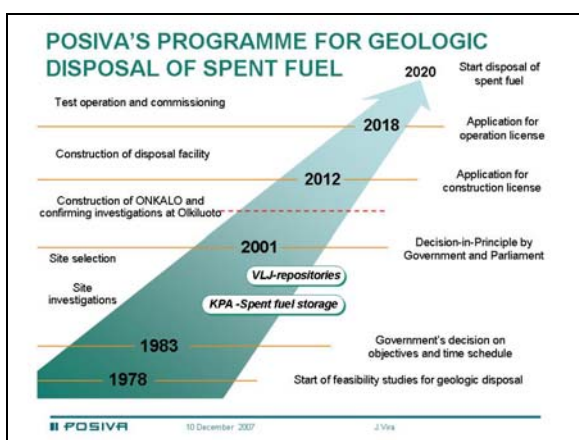 POSIVA'S PROGRAMME FOR GEOLOGIC
DISPOSAL OF SPENT FUEL
2020
Start disposal of
spent fuel
Test operation and commissioning
2018
Application for
operation license
Construction of disposal facility
2012
Application for
construction license
Construction of ONKALO and
confirming investigations at Olkiluoto
2001
Decision-in-Principle by
Government and Parliament
Site selection
VLJ-repositories
Site
investigations
KPA -Spent fuel storage
1983
Government's decision on
objectives and time schedule
1978
Start of feasibility studies for geologic disposal
POSIVA
10 December 2007
J Vira